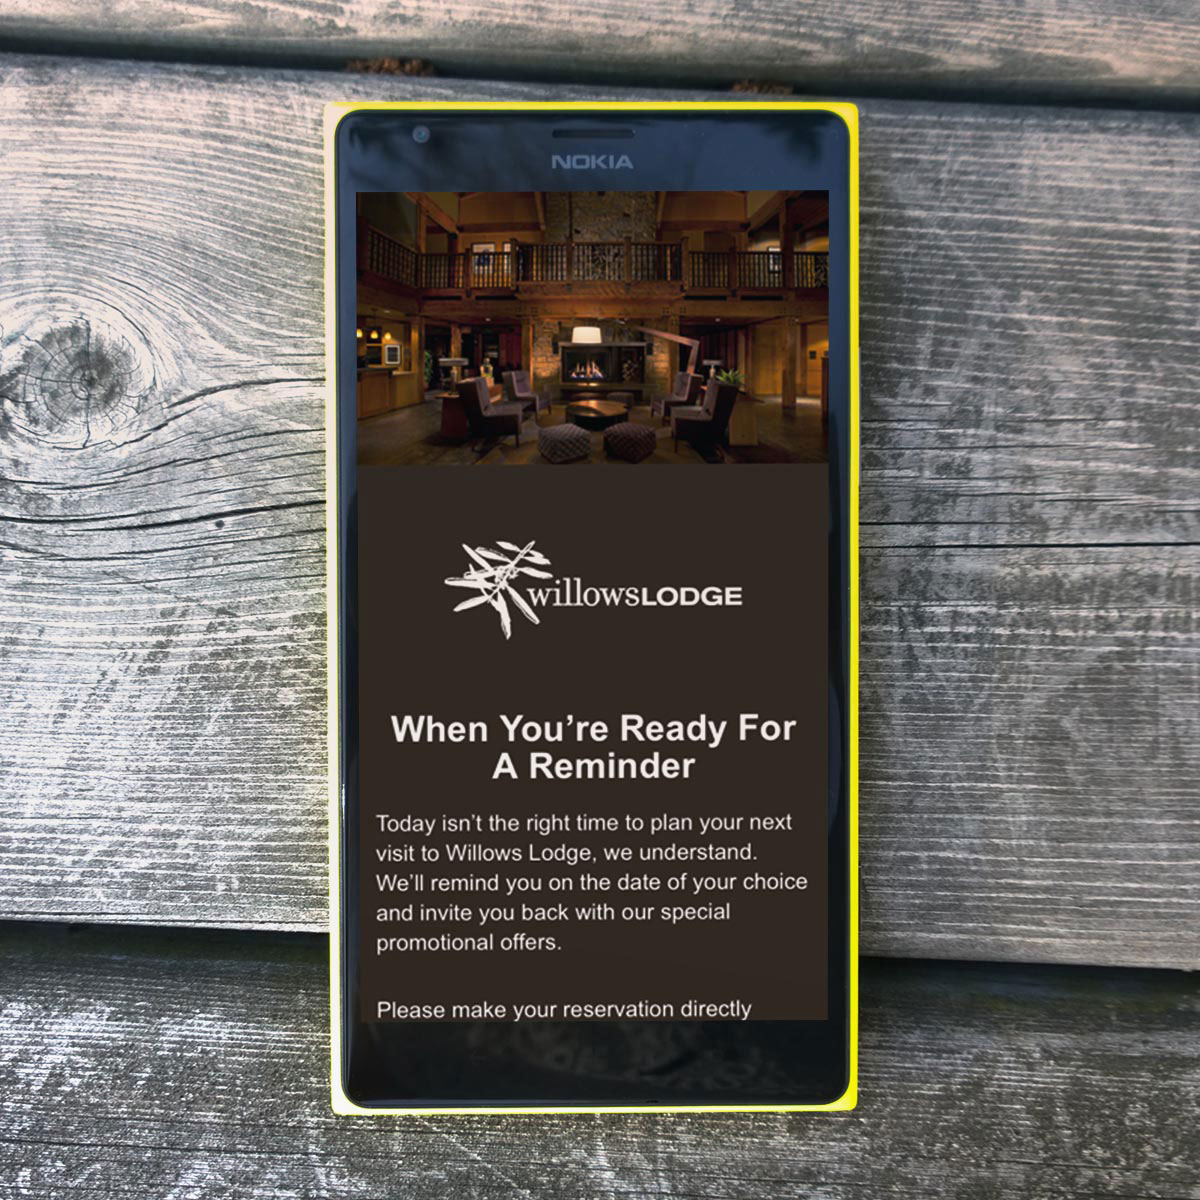 NOKIA
willowsLODGE
When You’re Ready For
A Reminder
Today isn’t the right time to plan your next
visit to Willows Lodge, we understand.
We’ll remind you on the date of your choice
and invite you back with our special
promotional offers.
Please make your reservation directly